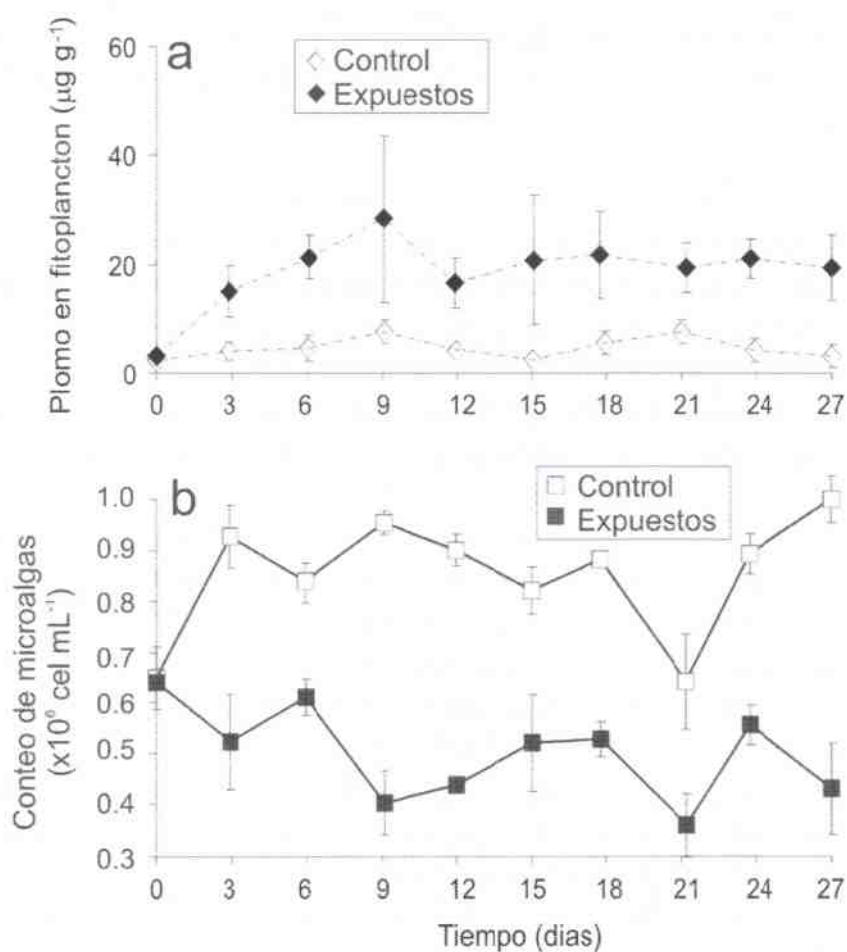 a
Control
Expuestos
Plomo en fitoplancton (µg g⁻¹)
60
40
20
0
0 3 6 9 12 15 18 21 24 27
b
Control
Expuestos
Conteo de microalgas
(x10⁶ cel mL⁻¹)
1.0
0.9
0.8
0.7
0.6
0.5
0.4
0.3
0 3 6 9 12 15 18 21 24 27
Tiempo (dias)